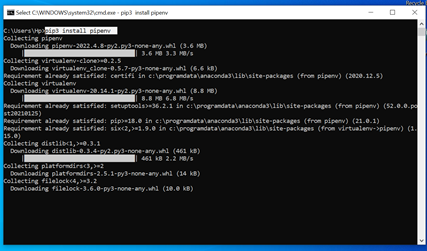 Recycle
Select C:\WINDOWS\system32\cmd.exe - pip3 install pipenv
C:\Users\Hp>pip3 install pipenv
Collecting pipenv
Downloading pipenv-2022.4.8-py2.py3-none-any.whl (3.6 MB)
3.6 MB 3.3 MB/s
Collecting virtualenv-clone>=0.2.5
Downloading virtualenv_clone-0.5.7-py3-none-any.whl (6.6 kB)
Requirement already satisfied: certifi in c:\programdata\anaconda3\lib\site-packages (from pipenv) (2020.12.5)
Collecting virtualenv
Downloading virtualenv-20.14.1-py2.py3-none-any.whl (8.8 MB)
8.8 MB 6.8 MB/s
Requirement already satisfied: setuptools>=36.2.1 in c:\programdata\anaconda3\lib\site-packages (from pipenv) (52.0.0.po
st20210125)
Requirement already satisfied: pip>=18.0 in c:\programdata\anaconda3\lib\site-packages (from pipenv) (21.0.1)
Requirement already satisfied: six<2,>=1.9.0 in c:\programdata\anaconda3\lib\site-packages (from virtualenv->pipenv) (1.
15.0)
Collecting distlib<1,>=0.3.1
Downloading distlib-0.3.4-py2.py3-none-any.whl (461 kB)
461 kB 2.2 MB/s
Collecting platformdirs<3,>=2
Downloading platformdirs-2.5.1-py3-none-any.whl (14 kB)
Collecting filelock<4,>=3.2
Downloading filelock-3.6.0-py3-none-any.whl (10.0 kB)